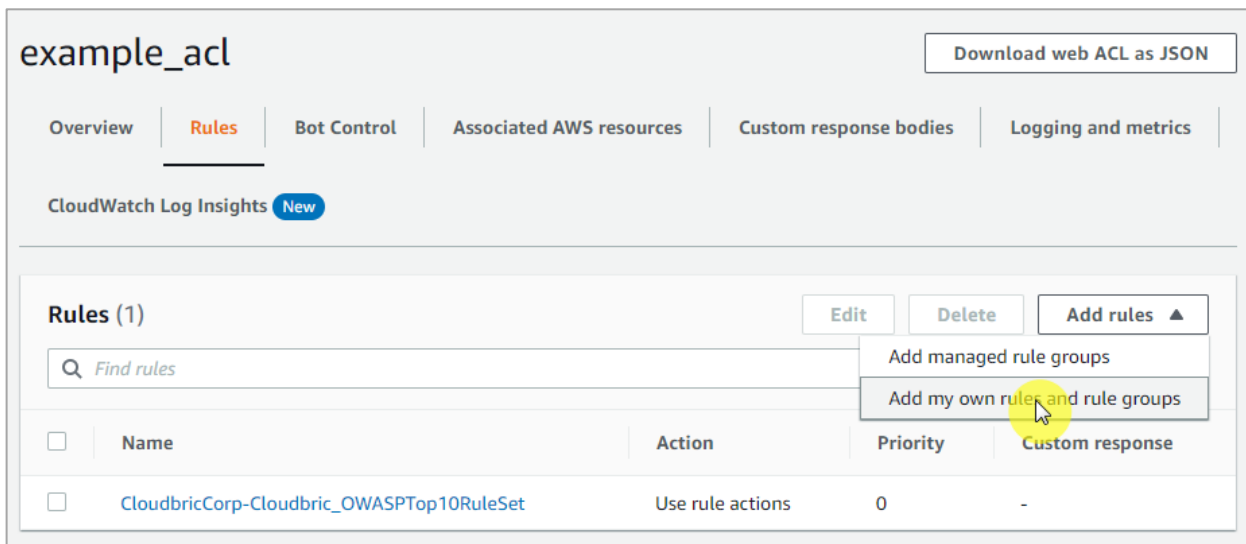 example_acl
Download web ACL as JSON
Overview
Rules
Bot Control
Associated AWS resources
Custom response bodies
Logging and metrics
CloudWatch Log Insights New
Rules (1)
Edit
Delete
Add rules
Find rules
Add managed rule groups
Add my own rules and rule groups
Name Action Priority Custom response
CloudbricCorp-Cloudbric_OWASPTop10RuleSet Use rule actions 0 -